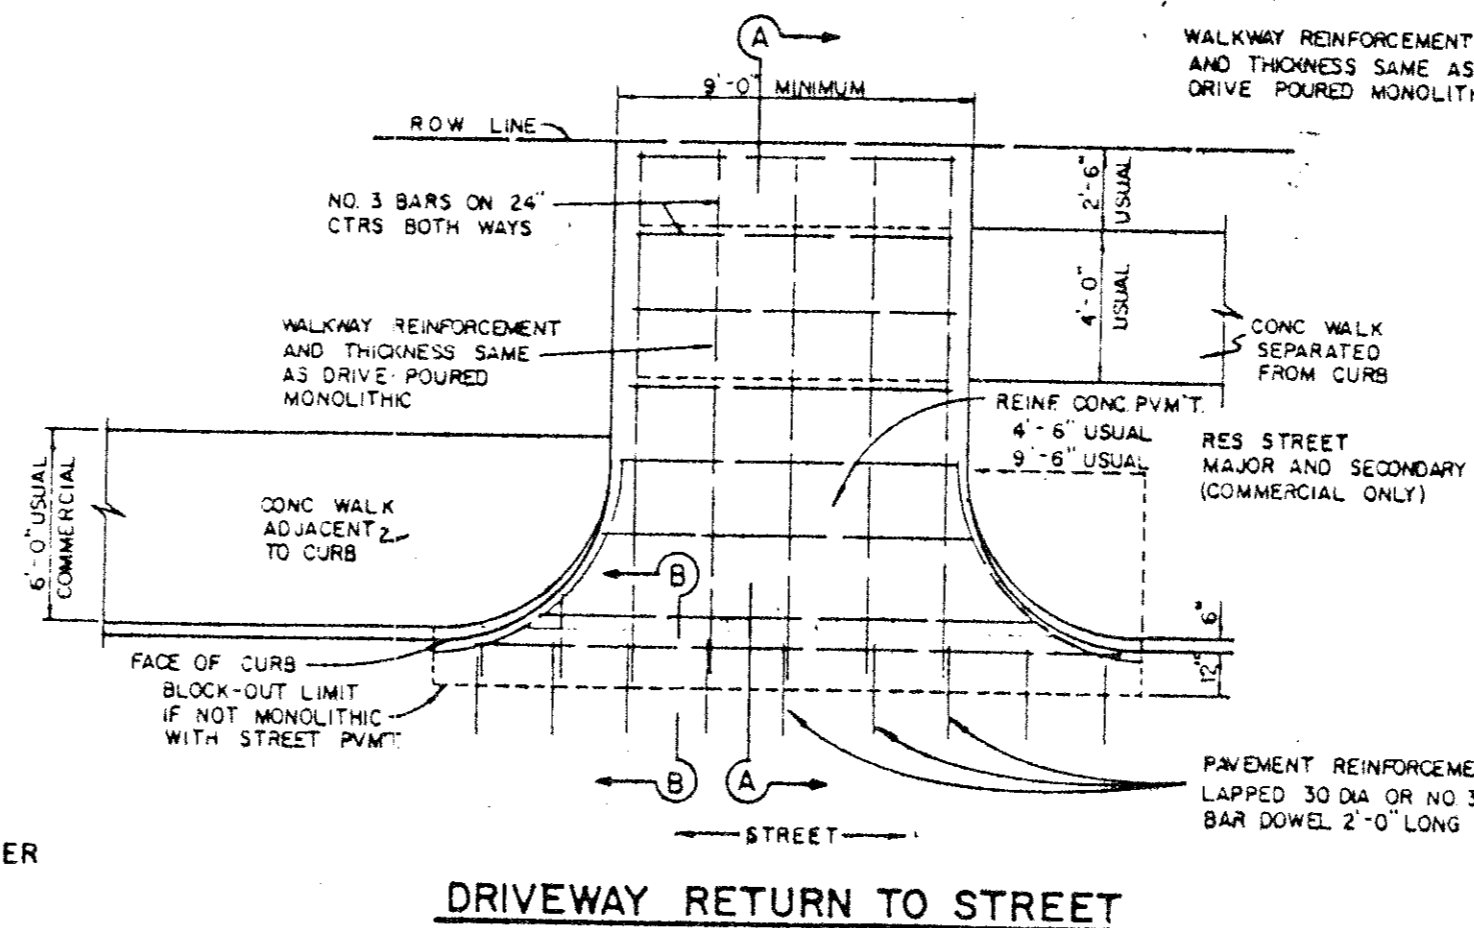 A
WALKWAY REINFORCEMENT
AND THICKNESS SAME AS
DRIVE POURED
9'-0" MINIMUM
ROW LINE
NO. 3 BARS ON 24"
CTRS BOTH WAYS
2'-6"
USUAL
4'-0"
USUAL
WALKWAY REINFORCEMENT
AND THICKNESS SAME
AS DRIVE-POURED
MONOLITHIC
CONC WALK
SEPARATED
FROM CURB
REINF. CONC. PVM'T.
4'-6" USUAL
9'-6" USUAL
RES STREET
MAJOR AND SECONDARY
(COMMERCIAL ONLY)
6'-0" USUAL
COMMERCIAL
CONC WALK
ADJACENT
TO CURB
B
6"
12"
FACE OF CURB
BLOCK-OUT LIMIT
IF NOT MONOLITHIC
WITH STREET PVM'T.
B
A
PAVEMENT
LAPPED 30 DIA OR NO. 3
BAR DOWEL 2'-0" LONG
STREET
ER
DRIVEWAY RETURN TO STREET